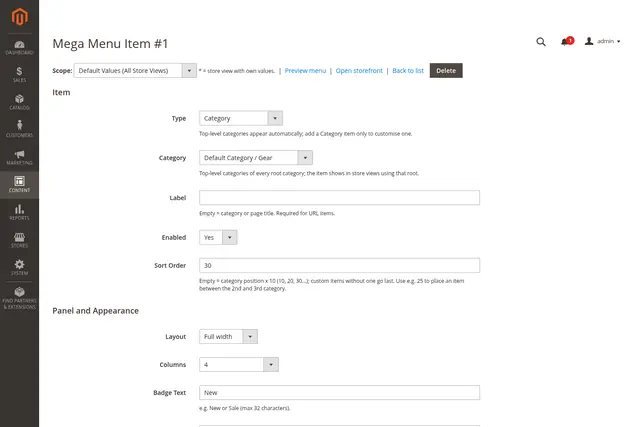 Mega Menu Item #1
1
admin
Scope:
Default Values (All Store Views)
* = store view with own values.
|
Preview menu
|
Open storefront
|
Back to list
|
Delete
DASHBOARD
SALES
CATALOG
CUSTOMERS
MARKETING
CONTENT
REPORTS
STORES
SYSTEM
FIND PARTNERS
& EXTENSIONS
Item
Type
Category
Top-level categories appear automatically; add a Category item only to customise one.
Category
Default Category / Gear
Top-level categories of every root category; the item shows in store views using that root.
Label
Empty = category or page title. Required for URL items.
Enabled
Yes
Sort Order
30
Empty = category position x 10 (10, 20, 30...); custom items without one go last. Use e.g. 25 to place an item
between the 2nd and 3rd category.
Panel and Appearance
Layout
Full width
Columns
4
Badge Text
New
e.g. New or Sale (max 32 characters).